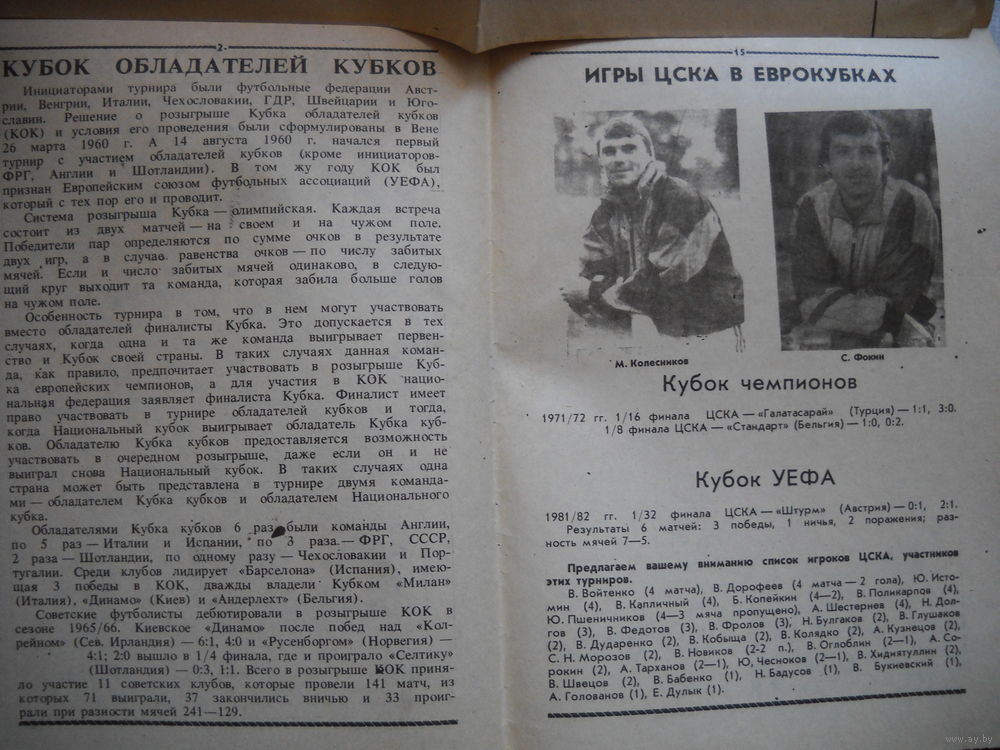 2
КУБОК ОБЛАДАТЕЛЕЙ КУБКОВ
Инициаторами турнира были футбольные федерации Авст-
рии, Венгрии, Италии, Чехословакии, ГДР, Швейцарии и Юго-
славии. Решение о розыгрыше Кубка обладателей кубков
(КОК) и условия его проведения были сформулированы в Вене
26 марта 1960 г. А 14 августа 1960 г. начался первый
турнир с участием обладателей кубков (кроме инициаторов-
ФРГ, Англии и Шотландии). В том жу году КОК был
признан Европейским союзом футбольных ассоциаций (УЕФА),
который с тех пор его и проводит.
Система розыгрыша Кубка — олимпийская. Каждая встреча
состоит из двух матчей — на своем и на чужом поле.
Победители пар определяются по сумме очков в результате
двух игр, а в случае равенства очков — по числу забитых
мячей. Если и число забитых мячей одинаково, в следую-
щий круг выходит та команда, которая забила больше голов
на чужом поле.
Особенность турнира в том, что в нем могут участвовать
вместо обладателей финалисты Кубка. Это допускается в тех
случаях, когда одна и та же команда выигрывает первен-
ство и Кубок своей страны. В таких случаях данная коман-
да, как правило, предпочитает участвовать в розыгрыше Куб-
ка европейских чемпионов, а для участия в КОК нацио-
нальная федерация заявляет финалиста Кубка. Финалист имеет
право участвовать в турнире обладателей кубков и тогда,
когда Национальный кубок выигрывает обладатель Кубка куб-
ков. Обладателю Кубка кубков предоставляется возможность
участвовать в очередном розыгрыше, даже если он и не
выиграл снова Национальный кубок. В таких случаях одна
страна может быть представлена в турнире двумя команда-
ми — обладателем Кубка кубков и обладателем Национального
кубка.
Обладателями Кубка кубков 6 раз были команды Англии,
по 5 раз — Италии и Испании, по 3 раза — ФРГ, СССР,
2 раза — Шотландии, по одному разу — Чехословакии и Пор-
тугалии. Среди клубов лидирует «Барселона» (Испания), имею-
щая 3 победы в КОК, дважды владели Кубком «Милан»
(Италия), «Динамо» (Киев) и «Андерлехт» (Бельгия).
Советские футболисты дебютировали в розыгрыше КОК в
сезоне 1965/66. Киевское «Динамо» после побед над «Кол-
рейном» (Сев. Ирландия) — 6:1, 4:0 и «Русенборгом» (Норвегия) —
4:1; 2:0 вышло в 1/4 финала, где и проиграло «Селтику»
(Шотландия) — 0:3, 1:1. Всего в розыгрыше КОК приня-
ло участие 11 советских клубов, которые провели 141 матч, из
которых 71 выиграли, 37 закончились вничью и 33 проиг-
рали при разности мячей 241—129.
15
ИГРЫ ЦСКА В ЕВРОКУБКАХ
М. Колесников
С. Фокин
Кубок чемпионов
1971/72 гг. 1/16 финала ЦСКА — «Галатасарай» (Турция) — 1:1, 3:0.
1/8 финала ЦСКА — «Стандарт» (Бельгия) — 1:0, 0:2.
Кубок УЕФА
1981/82 гг. 1/32 финала ЦСКА — «Штурм» (Австрия) — 0:1, 2:1.
Результаты 6 матчей: 3 победы, 1 ничья, 2 поражения; раз-
ность мячей 7—5.
Предлагаем вашему вниманию список игроков ЦСКА, участников
этих турниров.
В. Войтенко (4 матча), В. Дорофеев (4 матча — 2 гола), Ю. Исто-
мин (4), В. Капличный (4), Б. Копейкин (4—2), В. Поликарпов (4),
Ю. Пшеничников (4—3 мяча пропущено), А. Шестернев (4), Н. Дол-
гов (3), В. Федотов (3), В. Фролов (3), Н. Булгаков (2), В. Глушаков
(2), В. Дударенко (2), В. Кобыща (2), В. Колядко (2), А. Кузнецов (2),
С. Н. Морозов (2), В. Новиков (2-2 п.), В. Оглоблин (2—1), А. Со-
рокин (2), А. Тарханов (2—1), Ю. Чесноков (2—1), В. Хидиятуллин (2),
В. Швецов (2), В. Бабенко (1), Н. Бадусов (1), В. Букиевский (1),
А. Голованов (1), Е. Дулык (1).
www.ay.by